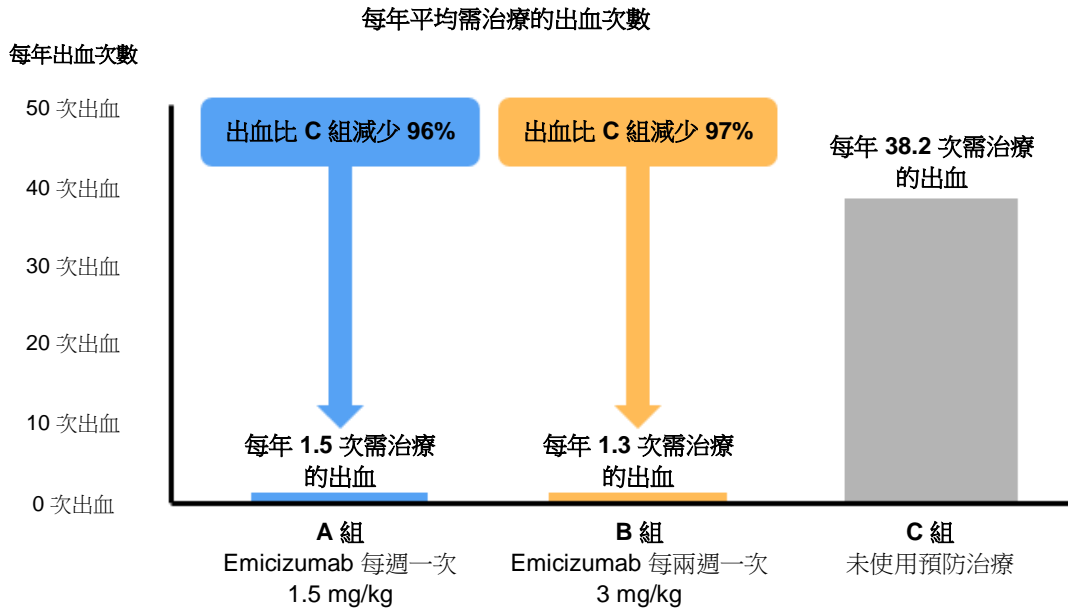 每年平均需治療的出血次數
每年出血次數
50 次出血
40 次出血
30 次出血
20 次出血
10 次出血
0 次出血
出血比 C 組減少 96%
每年 1.5 次需治療
的出血
出血比 C 組減少 97%
每年 1.3 次需治療
的出血
每年 38.2 次需治療
的出血
A 組
Emicizumab 每週一次
1.5 mg/kg
B 組
Emicizumab 每兩週一次
3 mg/kg
C 組
未使用預防治療